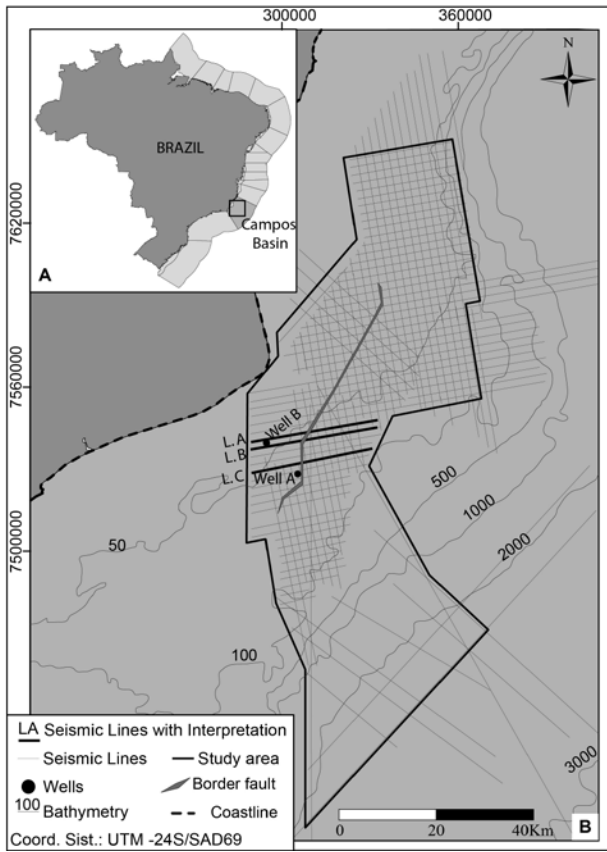 300000
360000
N
BRAZIL
Campos
Basin
A
7620000
7560000
7500000
L.A
Well B
L.B
L.C
Well A
50
500
1000
2000
100
3000
LA Seismic Lines with Interpretation
Seismic Lines
Study area
Wells
Border fault
100
Bathymetry
Coastline
Coord. Sist.: UTM -24S/SAD69
0
20
40Km
B